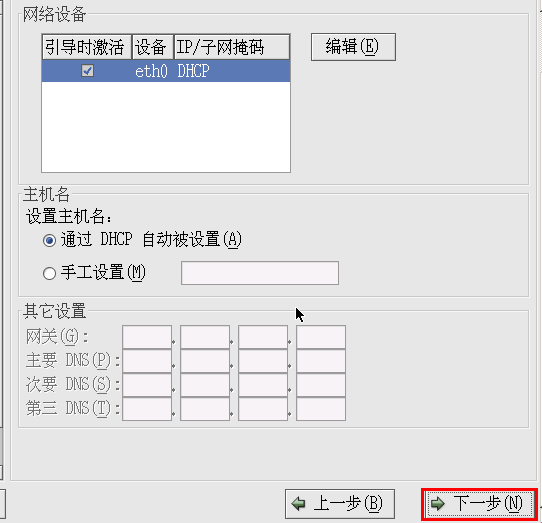 网络设备
引导时激活 设备 IP/子网掩码
eth0 DHCP
编辑(E)
主机名
设置主机名:
通过 DHCP 自动被设置(A)
手工设置(M)
其它设置
网关(G):
主要 DNS(P):
次要 DNS(S):
第三 DNS(T):
上一步(B) 下一步(N)